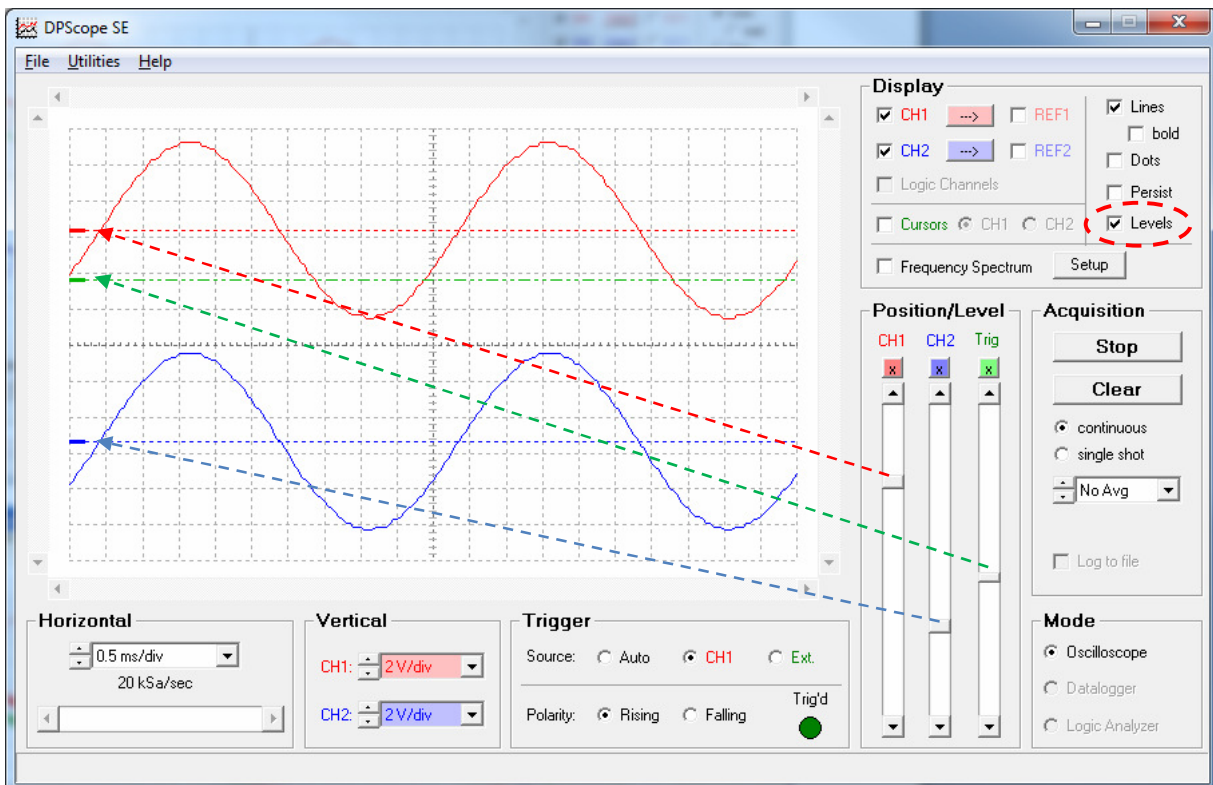 DPScope SE
File Utilities Help
Display
CH1 ---> REF1
CH2 ---> REF2
Logic Channels
Cursors CH1 CH2
Frequency Spectrum Setup
Lines
bold
Dots
Persist
Levels
Position/Level
CH1 CH2 Trig
x x x
Acquisition
Stop
Clear
continuous
single shot
No Avg
Log to file
Horizontal
0.5 ms/div
20 kSa/sec
Vertical
CH1: 2 V/div
CH2: 2 V/div
Trigger
Source: Auto CH1 Ext.
Polarity: Rising Falling
Trig'd
Mode
Oscilloscope
Datalogger
Logic Analyzer